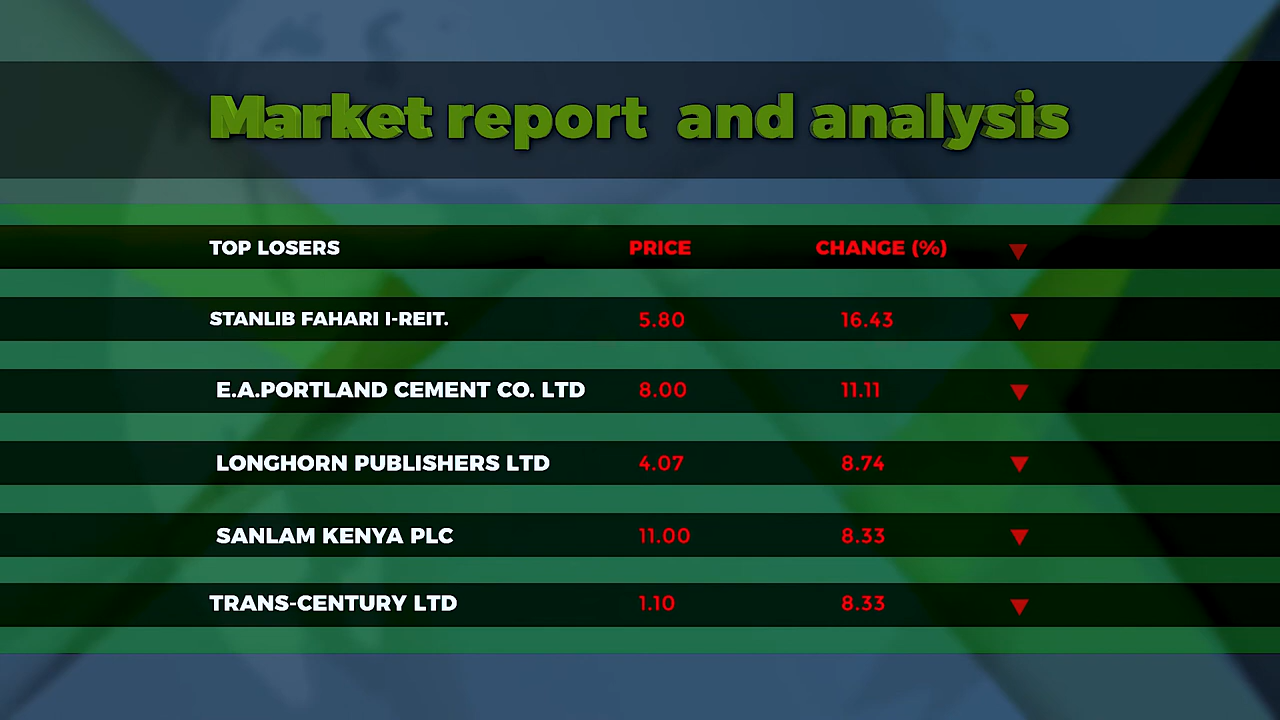 Market report and analysis
TOP LOSERS PRICE CHANGE (%) ▼
STANLIB FAHARI I-REIT. 5.80 16.43 ▼
E.A.PORTLAND CEMENT CO. LTD 8.00 11.11 ▼
LONGHORN PUBLISHERS LTD 4.07 8.74 ▼
SANLAM KENYA PLC 11.00 8.33 ▼
TRANS-CENTURY LTD 1.10 8.33 ▼